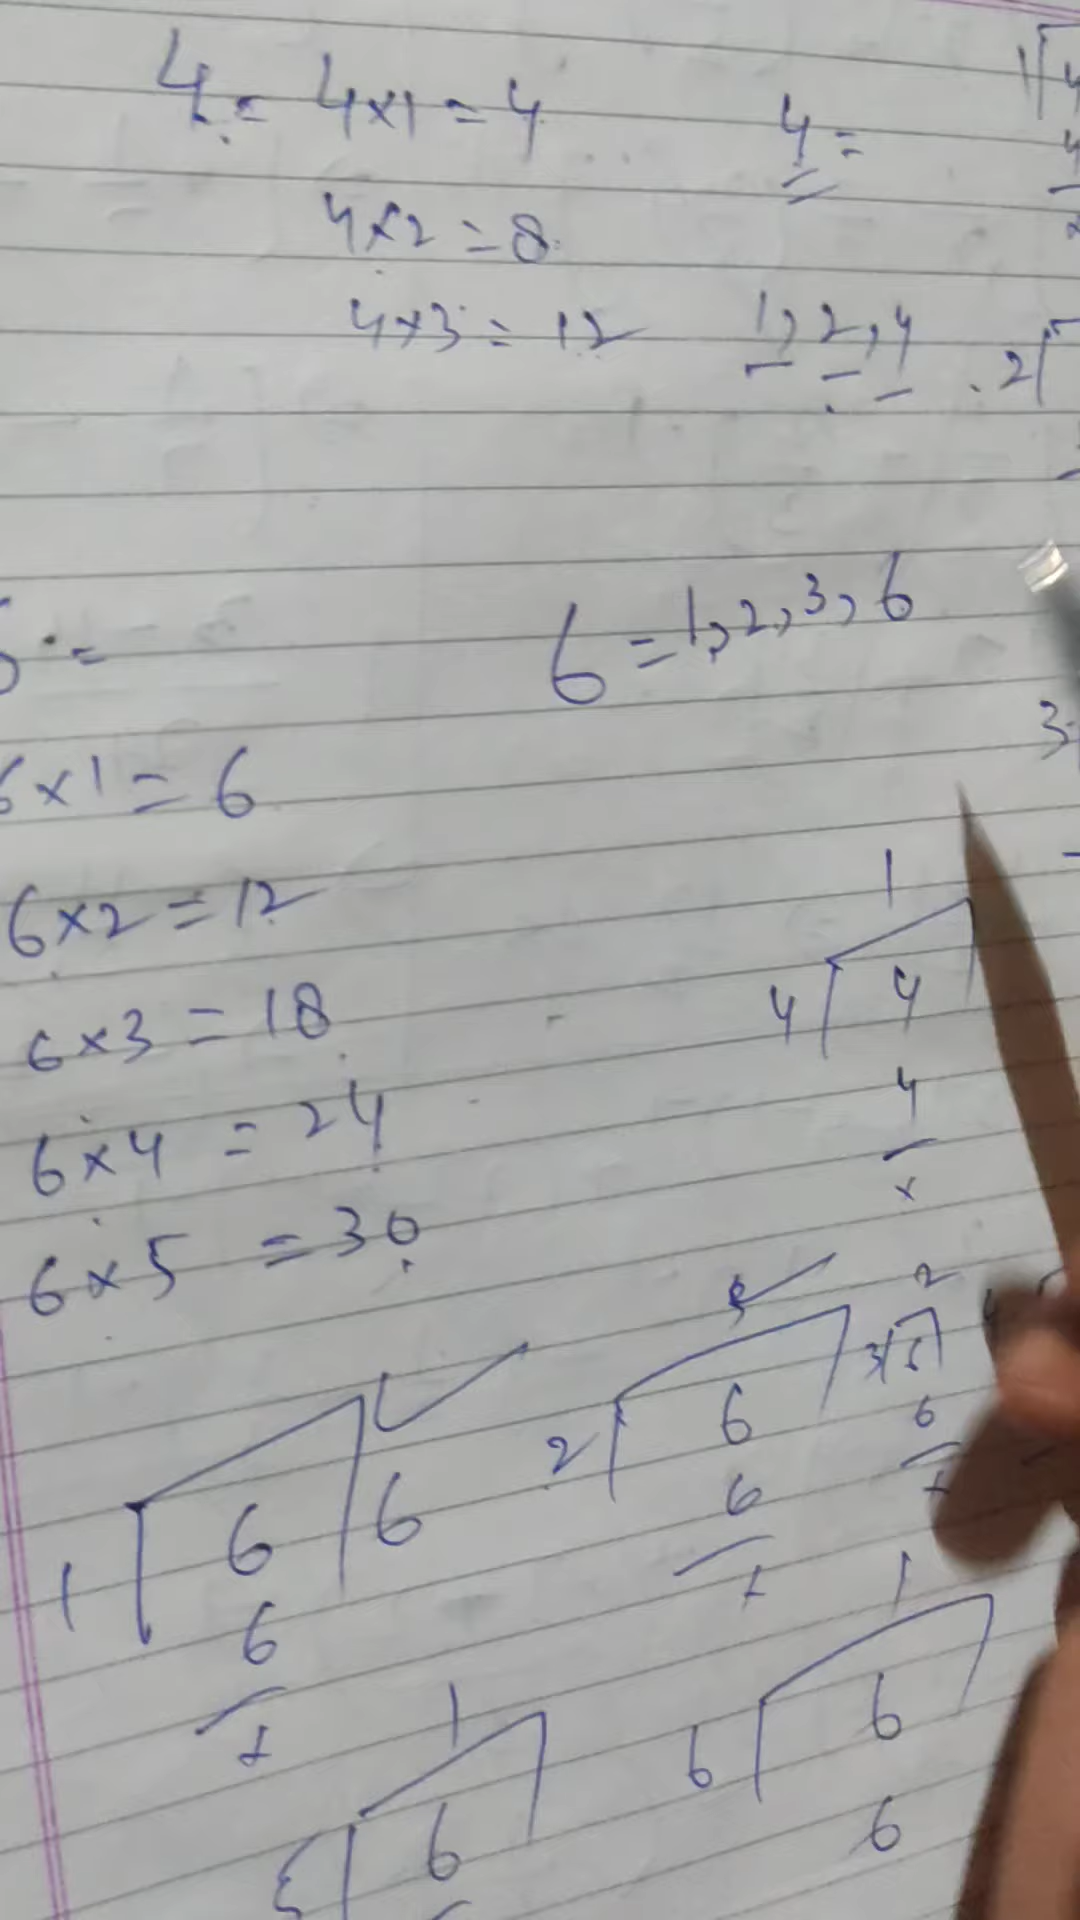 4 = 4×1 = 4
4×2 = 8
4×3 = 12
4 =
1, 2, 4
2
=
6 = 1, 2, 3, 6
6×1 = 6
6×2 = 12
6×3 = 18
6×4 = 24
6×5 = 30
3
1
4 4
4
×
2 6
6
×
2
3
6
1 6 6
6
×
1
6
1
6 6
6